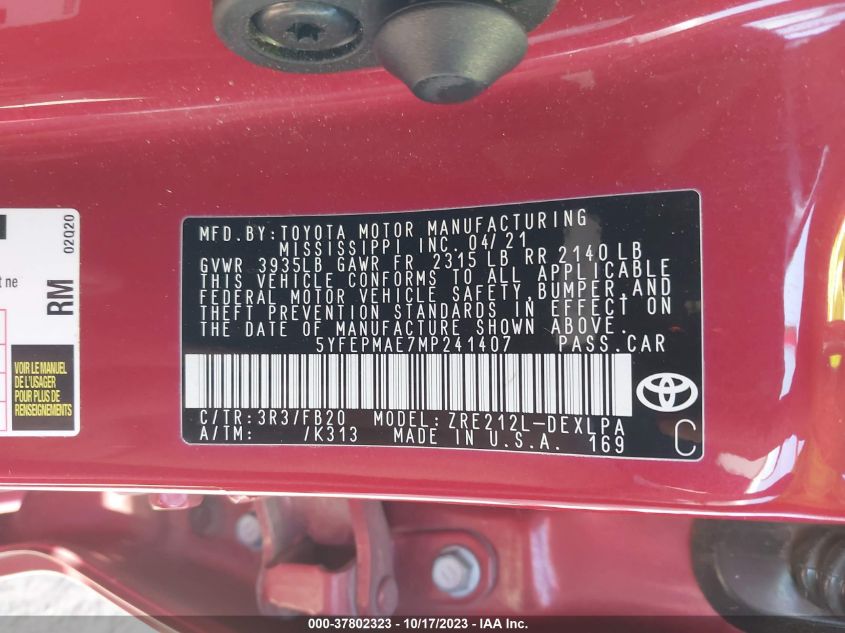 MFD.BY:TOYOTA MOTOR MANUFACTURING
MISSISSIPPI INC. 04/21
GVWR 3935LB GAWR FR 2315 LB RR 2140 LB
THIS VEHICLE CONFORMS TO ALL APPLICABLE
FEDERAL MOTOR VEHICLE SAFETY,BUMPER,AND
THEFT PREVENTION STANDARDS IN EFFECT ON
THE DATE OF MANUFACTURE SHOWN ABOVE.
5YFEPMAE7MP241407 PASS.CAR
C/TR:3R3/FB20 MODEL:ZRE212L-DEXLPA
A/TM: /K313 MADE IN U.S.A. 169
C
02Q20
t ne
RM
VOIR LE MANUEL
DE L'USAGER
POUR PLUS DE
RENSEIGNEMENTS
000-37802323 - 10/17/2023 - IAA Inc.